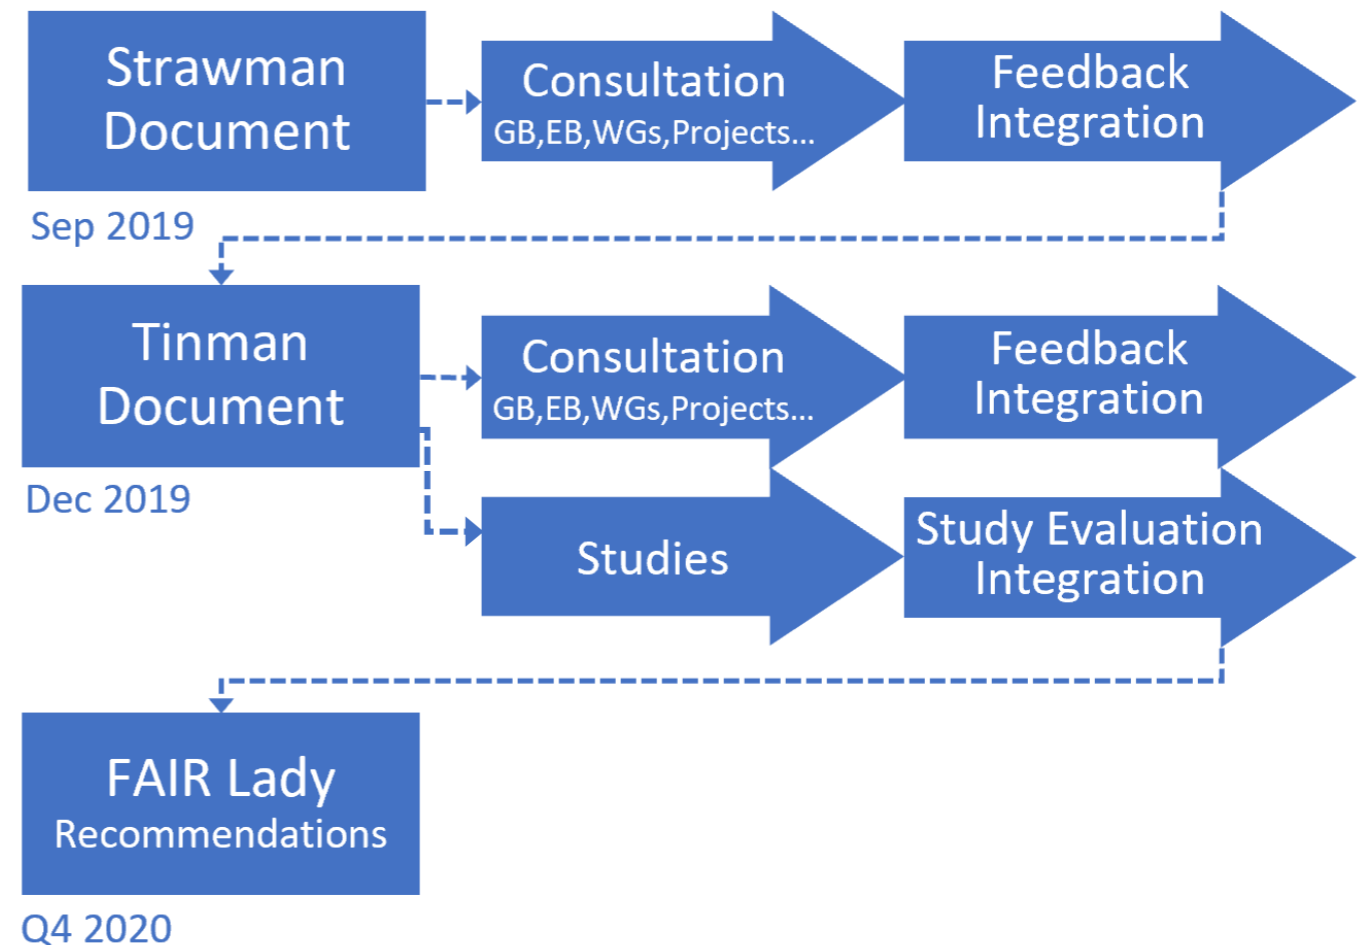 Strawman
Document
Consultation
GB,EB,WGs,Projects...
Feedback
Integration
Sep 2019
Tinman
Document
Consultation
GB,EB,WGs,Projects...
Feedback
Integration
Dec 2019
Studies
Study Evaluation
Integration
FAIR Lady
Recommendations
Q4 2020